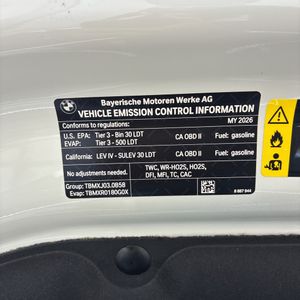 BMW
Bayerische Motoren Werke AG
VEHICLE EMISSION CONTROL INFORMATION
Conforms to regulations: MY 2026
U.S. EPA: Tier 3 - Bin 30 LDT CA OBD II Fuel: gasoline
EVAP: Tier 3 - 500 LDT
California: LEV IV - SULEV 30 LDT CA OBD II Fuel: gasoline
No adjustments needed. TWC, WR-HO2S, HO2S,
DFI, MFI, TC, CAC
Group: TBMXJ03.0B58
Evap: TBMXR0180G0X